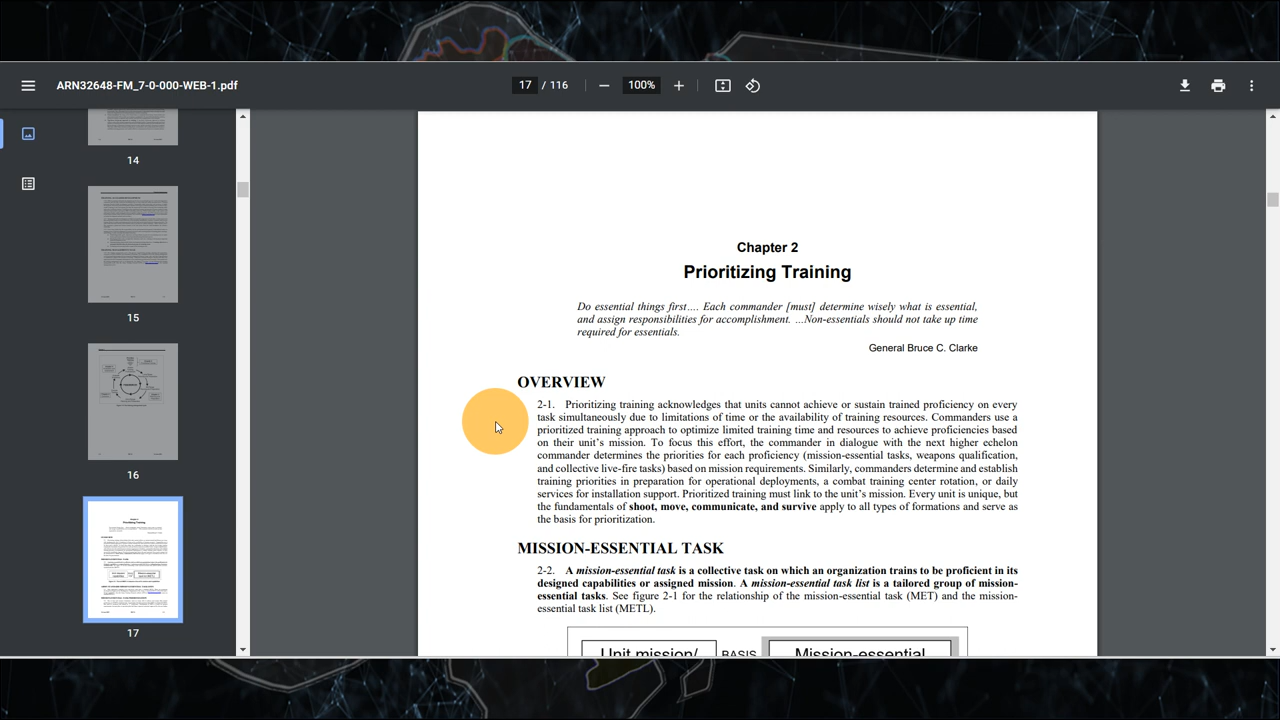 ARN32648-FM_7-0-000-WEB-1.pdf
17 / 116
100%
14
15
16
17
Chapter 2
Prioritizing Training
Do essential things first…. Each commander [must] determine wisely what is essential,
and assign responsibilities for accomplishment. …Non-essentials should not take up time
required for essentials.
General Bruce C. Clarke
OVERVIEW
2-1. Prioritizing training acknowledges that units cannot achieve or sustain trained proficiency on every
task simultaneously due to limitations of time or the availability of training resources. Commanders use a
prioritized training approach to optimize limited training time and resources to achieve proficiencies based
on their unit's mission. To focus this effort, the commander in dialogue with the next higher echelon
commander determines the priorities for each proficiency (mission-essential tasks, weapons qualification,
and collective live-fire tasks) based on mission requirements. Similarly, commanders determine and establish
training priorities in preparation for operational deployments, a combat training center rotation, or daily
services for installation support. Prioritized training must link to the unit's mission. Every unit is unique, but
the fundamentals of shoot, move, communicate, and survive apply to all types of formations and serve as
the basis for prioritization.
MISSION-ESSENTIAL TASK
2-2. A mission-essential task is a collective task on which an organization trains to be proficient in its
designed capabilities or assigned mission. A mission-essential task list is a tailored group of mission-
essential tasks. See figure 2-1 for the relationship of the mission-essential task (MET) and the mission-
essential task list (METL).
Unit mission/ BASIS Mission-essential